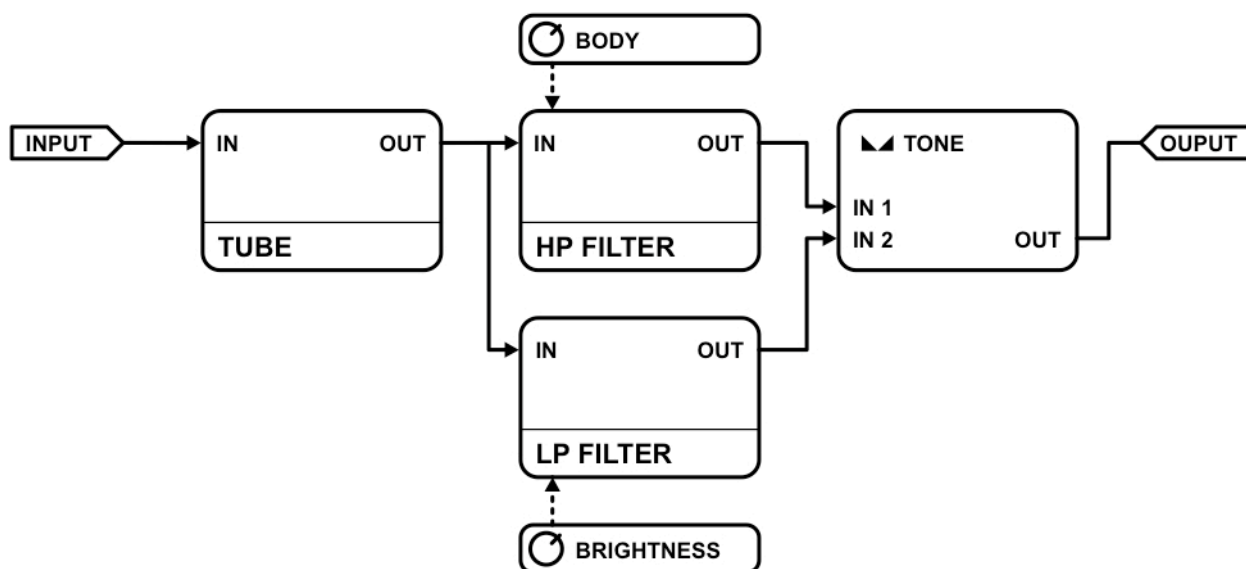 BODY
INPUT
IN OUT
TUBE
IN OUT
HP FILTER
TONE
IN 1
IN 2
OUT
OUPUT
IN OUT
LP FILTER
BRIGHTNESS